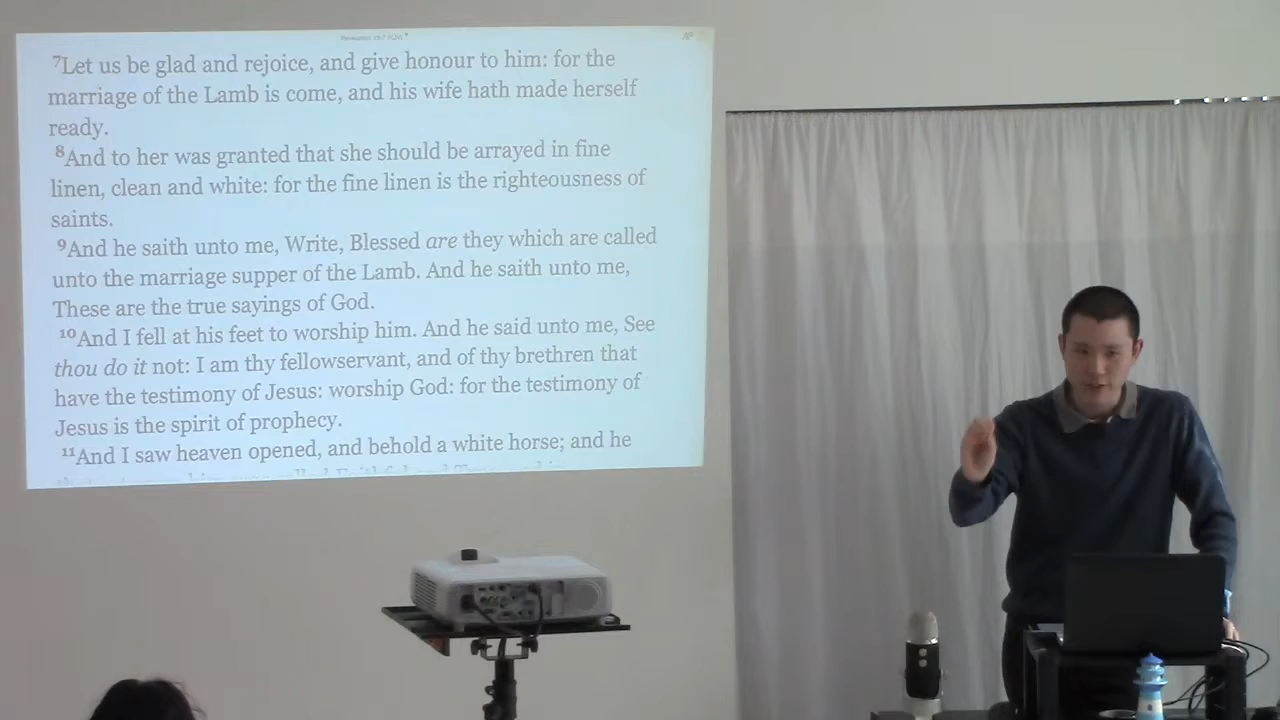 ⁷Let us be glad and rejoice, and give honour to him: for the
marriage of the Lamb is come, and his wife hath made herself
ready.
⁸And to her was granted that she should be arrayed in fine
linen, clean and white: for the fine linen is the righteousness of
saints.
⁹And he saith unto me, Write, Blessed are they which are called
unto the marriage supper of the Lamb. And he saith unto me,
These are the true sayings of God.
¹⁰And I fell at his feet to worship him. And he said unto me, See
thou do it not: I am thy fellowservant, and of thy brethren that
have the testimony of Jesus: worship God: for the testimony of
Jesus is the spirit of prophecy.
¹¹And I saw heaven opened, and behold a white horse; and he